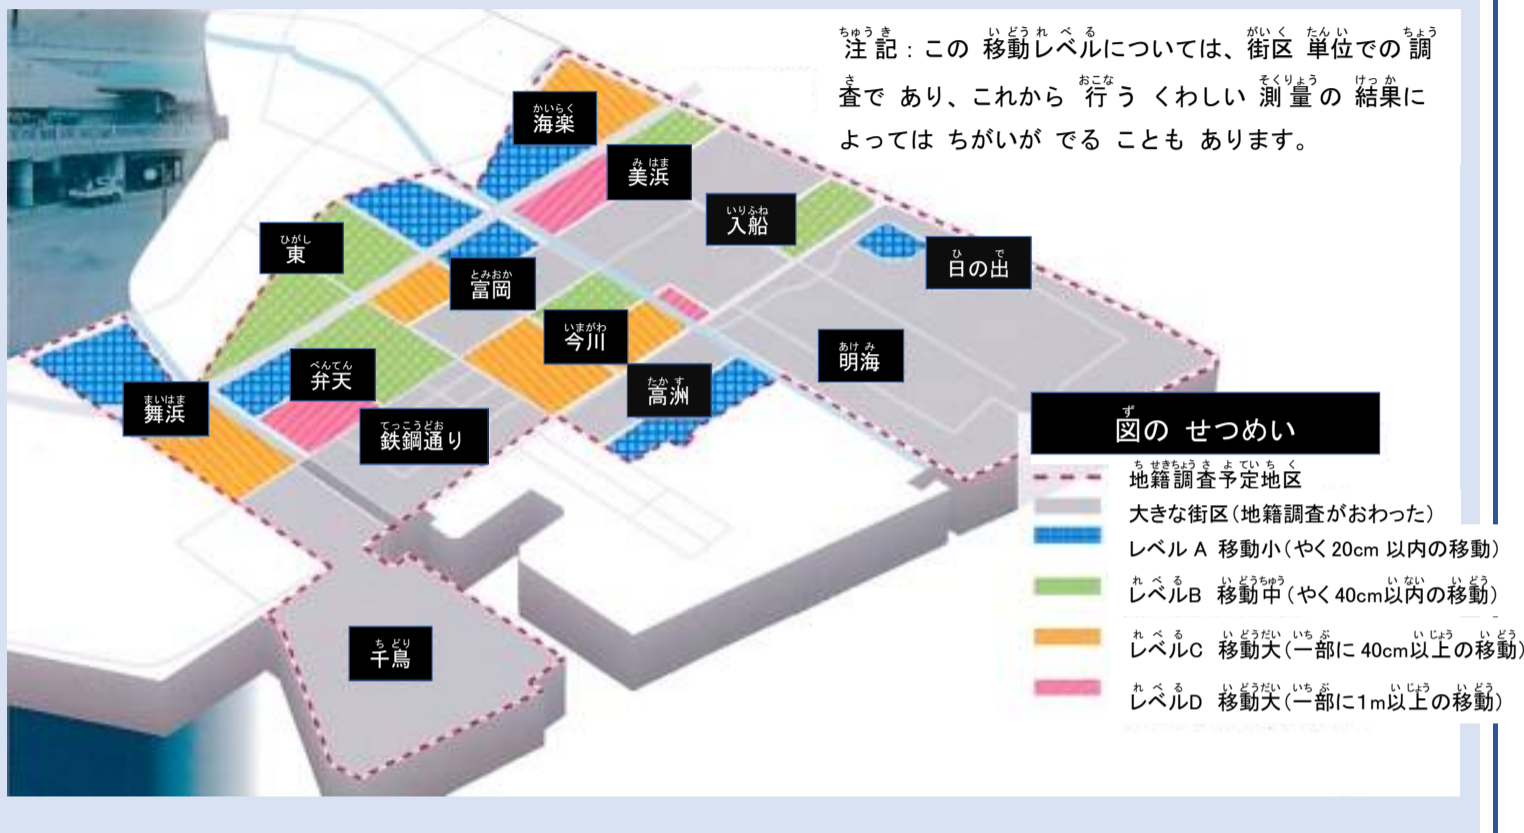 注記：この 移動レベルについては、街区 単位での調
査で あり、これから 行う くわしい 測量の 結果に
よっては ちがいが でる ことも あります。
海楽
美浜
入船
東
日の出
富岡
今川
明海
弁天
高洲
舞浜
鉄鋼通り
千鳥
図の せつめい
地籍調査予定地区
大きな街区（地籍調査がおわった）
レベル A 移動小（やく20cm 以内の移動）
レベルB 移動中（やく40cm以内の移動）
レベルC 移動大（一部に 40cm以上の移動）
レベルD 移動大（一部に1m以上の移動）